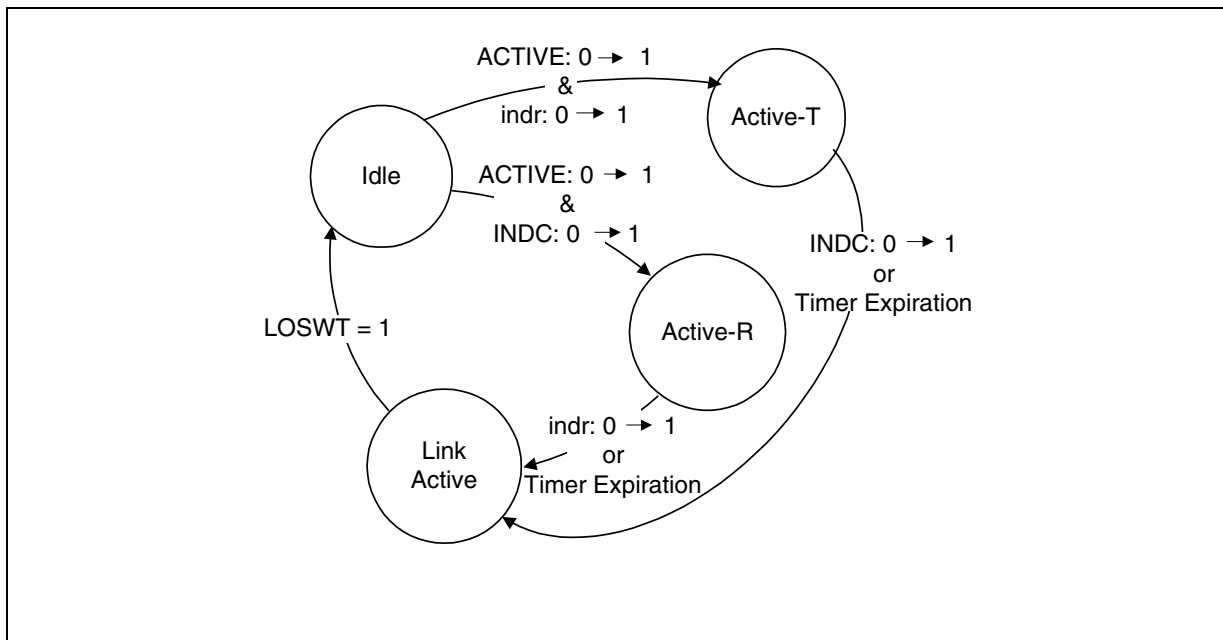 ACTIVE: 0 → 1
&
indr: 0 → 1
Active-T
Idle
ACTIVE: 0 → 1
&
INDC: 0 → 1
INDC: 0 → 1
or
Timer Expiration
Active-R
LOSWT = 1
indr: 0 → 1
or
Timer Expiration
Link
Active